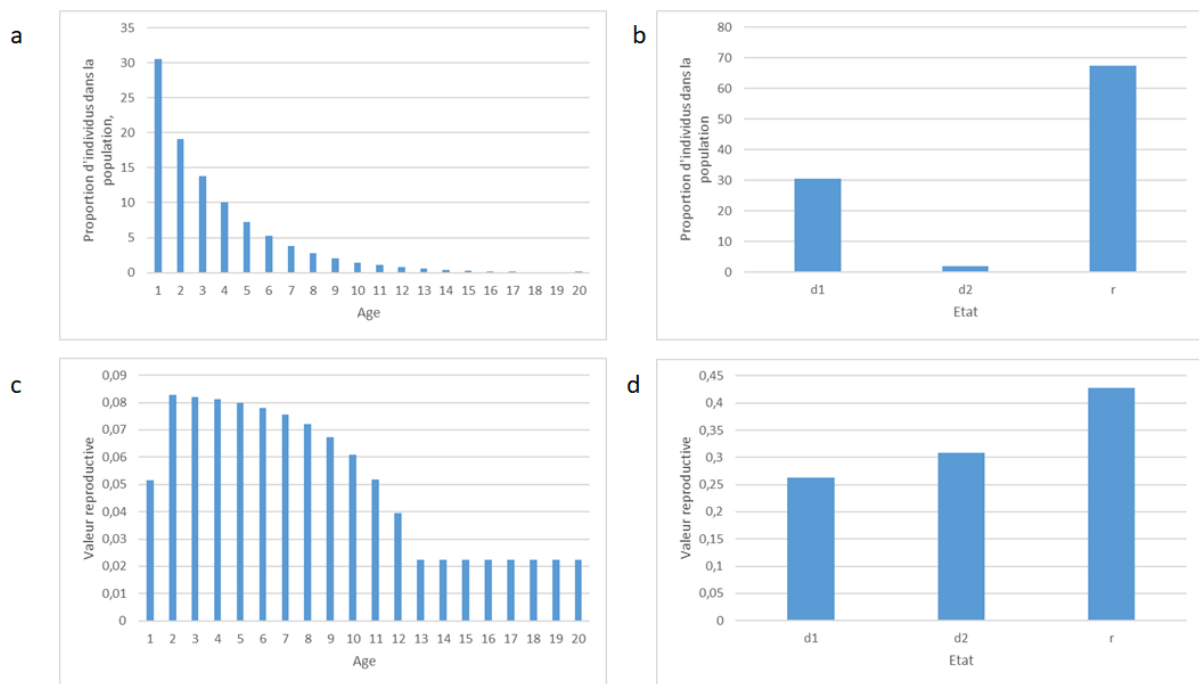 a
Proportion d'individus dans la
population,
35
30
25
20
15
10
5
0
1 2 3 4 5 6 7 8 9 10 11 12 13 14 15 16 17 18 19 20
Age
b
Proportion d'individus dans la
population
80
70
60
50
40
30
20
10
0
d1 d2 r
Etat
c
Valeur reproductive
0,09
0,08
0,07
0,06
0,05
0,04
0,03
0,02
0,01
0
1 2 3 4 5 6 7 8 9 10 11 12 13 14 15 16 17 18 19 20
Age
d
Valeur reproductive
0,45
0,4
0,35
0,3
0,25
0,2
0,15
0,1
0,05
0
d1 d2 r
Etat